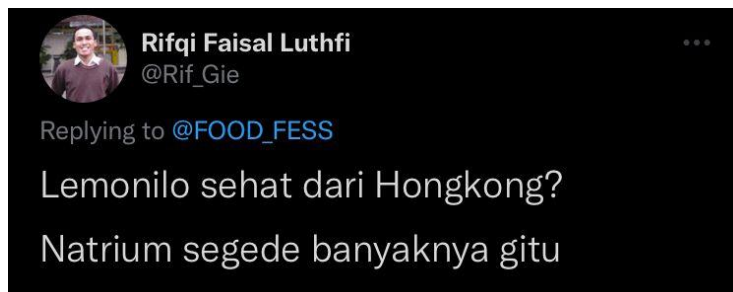 Rifqi Faisal Luthfi
@Rif_Gie
Replying to @FOOD_FESS
Lemonilo sehat dari Hongkong?
Natrium segede banyaknya gitu